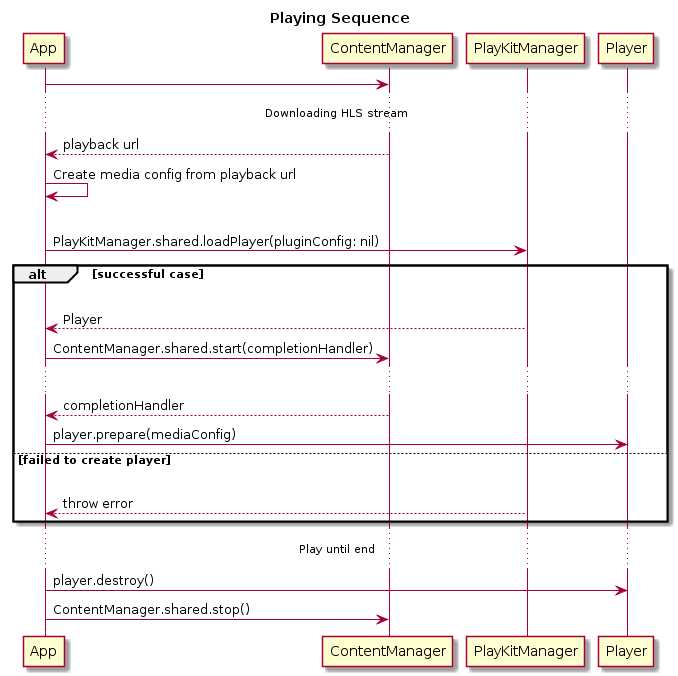 Playing Sequence
App ContentManager PlayKitManager Player
Downloading HLS stream
playback url
Create media config from playback url
PlayKitManager.shared.loadPlayer(pluginConfig: nil)
alt [successful case]
Player
ContentManager.shared.start(completionHandler)
completionHandler
player.prepare(mediaConfig)
[failed to create player]
throw error
Play until end
player.destroy()
ContentManager.shared.stop()
App ContentManager PlayKitManager Player